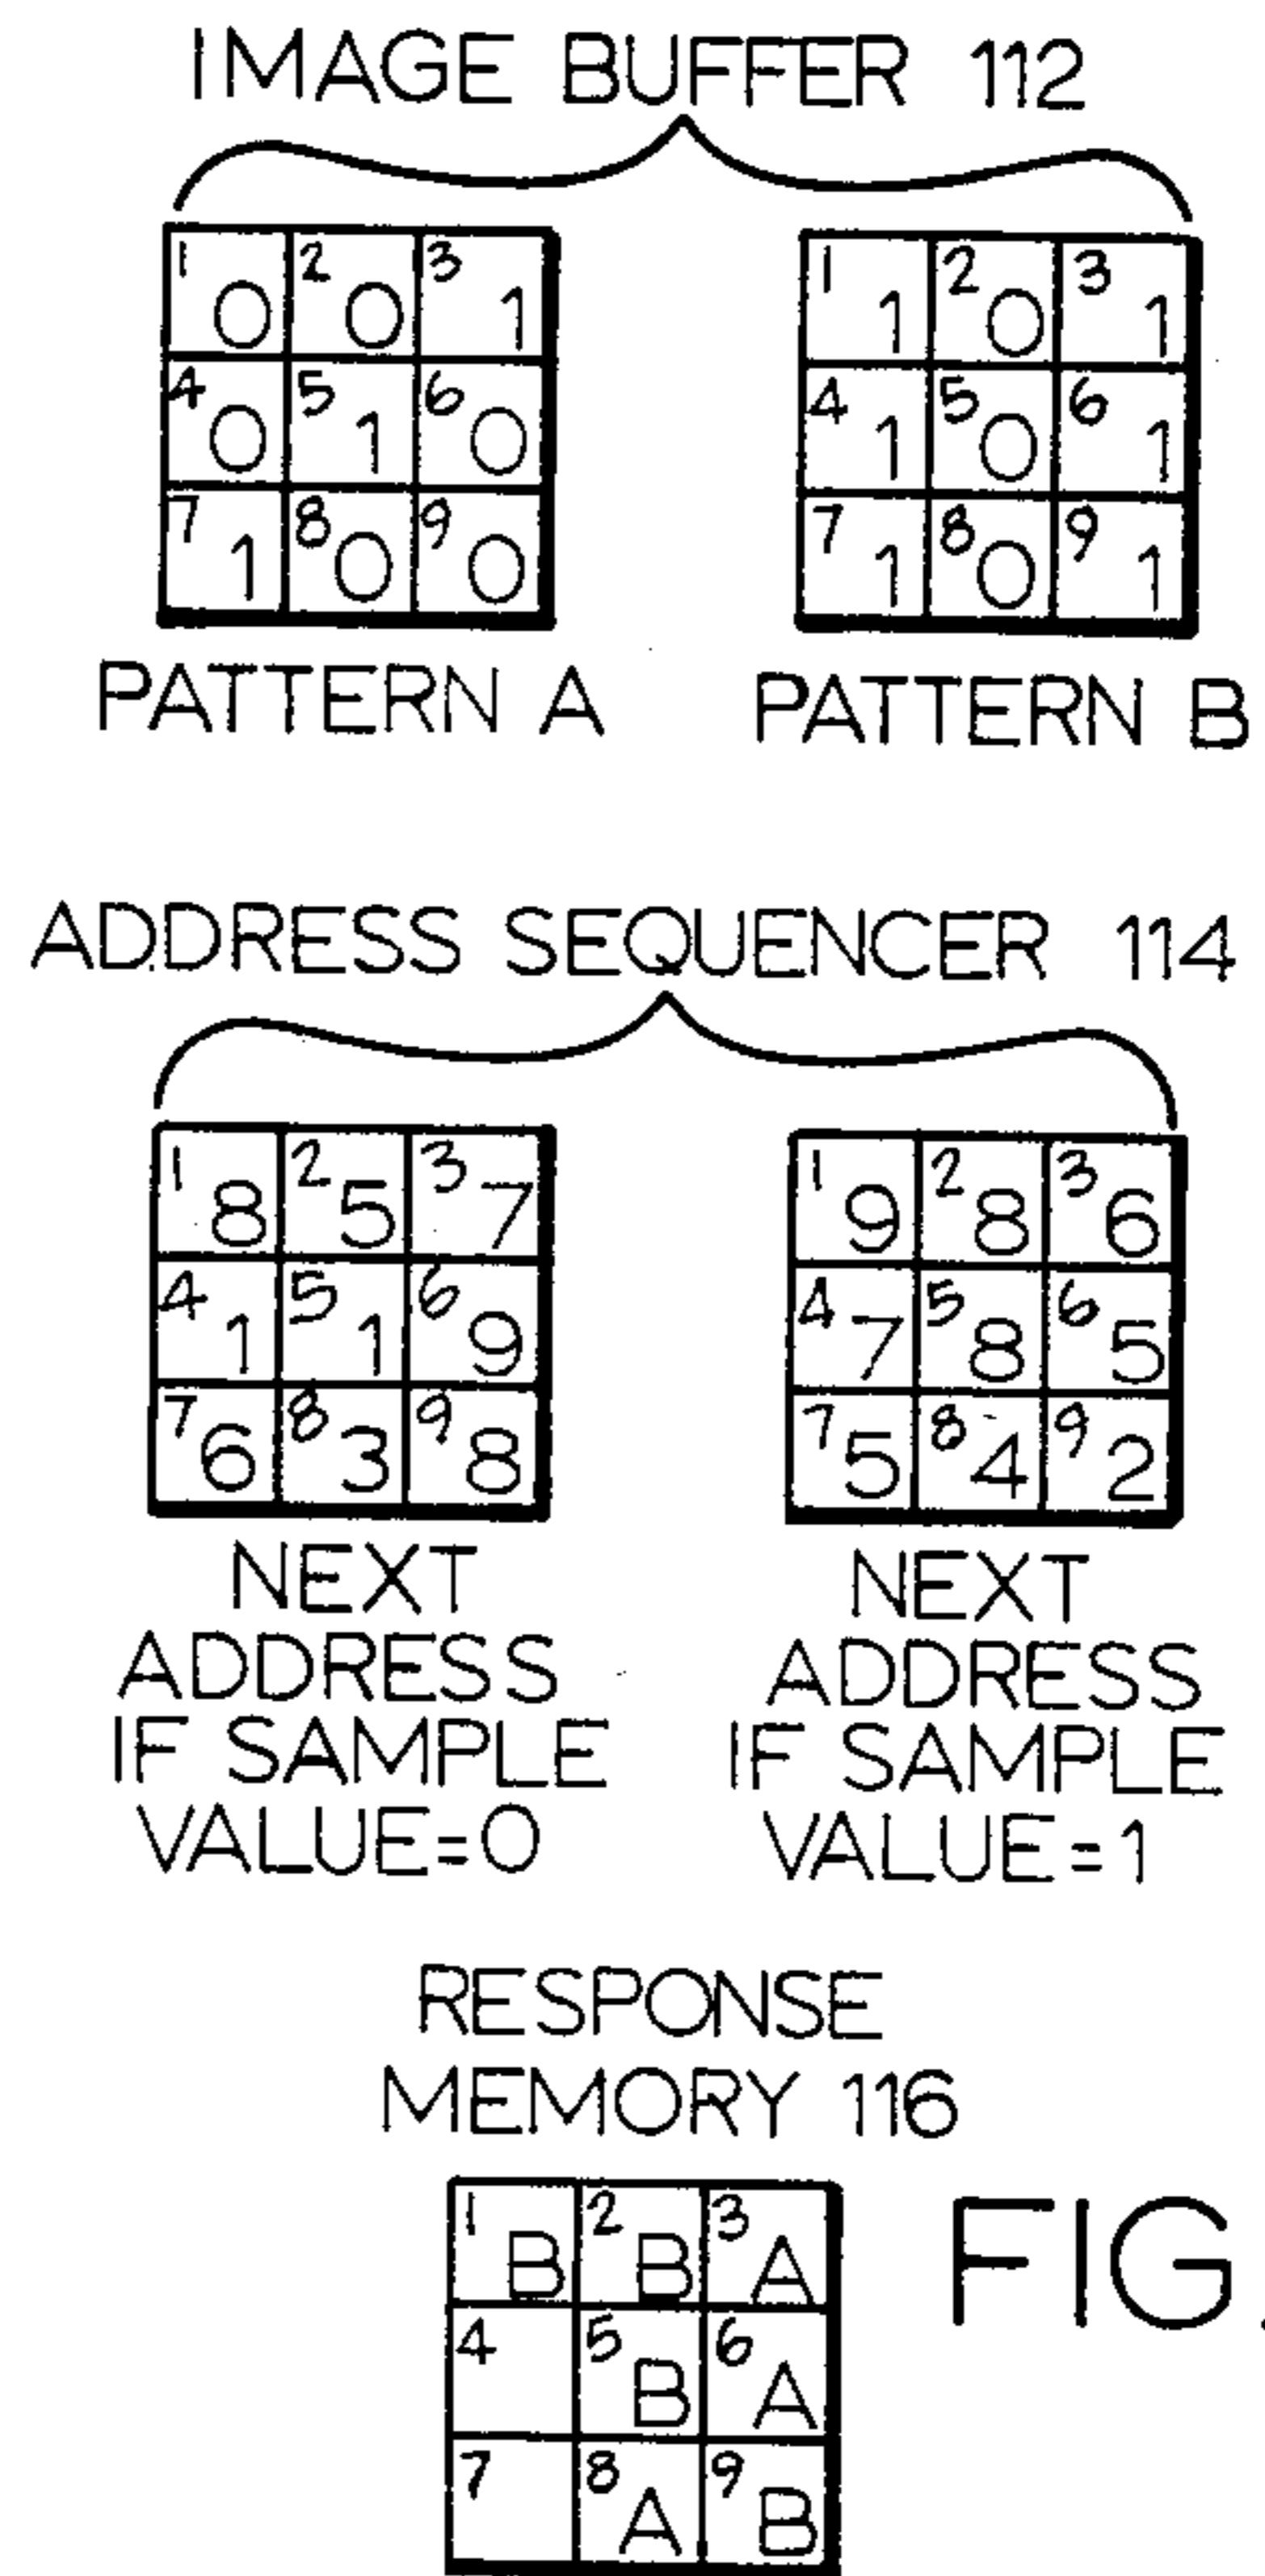 IMAGE BUFFER 112
1 0 2 0 3 1 1 1 2 0 3 1
4 0 5 1 6 0 4 1 5 0 6 1
7 1 8 0 9 0 7 1 8 0 9 1
PATTERN A PATTERN B
ADDRESS SEQUENCER 114
1 8 2 5 3 7 1 9 2 8 3 6
4 1 5 1 6 9 4 7 5 8 6 5
7 6 8 3 9 8 7 5 8 4 9 2
NEXT NEXT
ADDRESS ADDRESS
IF SAMPLE IF SAMPLE
VALUE=0 VALUE=1
RESPONSE
MEMORY 116
1 B 2 B 3 A
FIG.
4 5 B 6 A
7 8 A 9 B